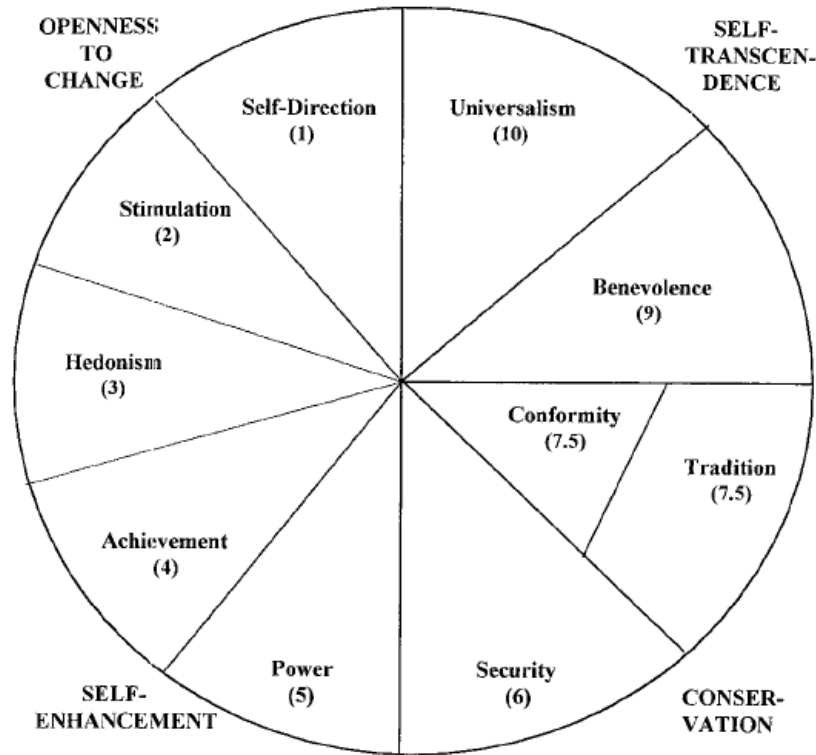 OPENNESS
TO
CHANGE
SELF-
TRANSCEN-
DENCE
Self-Direction
(1)
Universalism
(10)
Stimulation
(2)
Benevolence
(9)
Hedonism
(3)
Conformity
(7.5)
Tradition
(7.5)
Achievement
(4)
Power
(5)
Security
(6)
SELF-
ENHANCEMENT
CONSER-
VATION